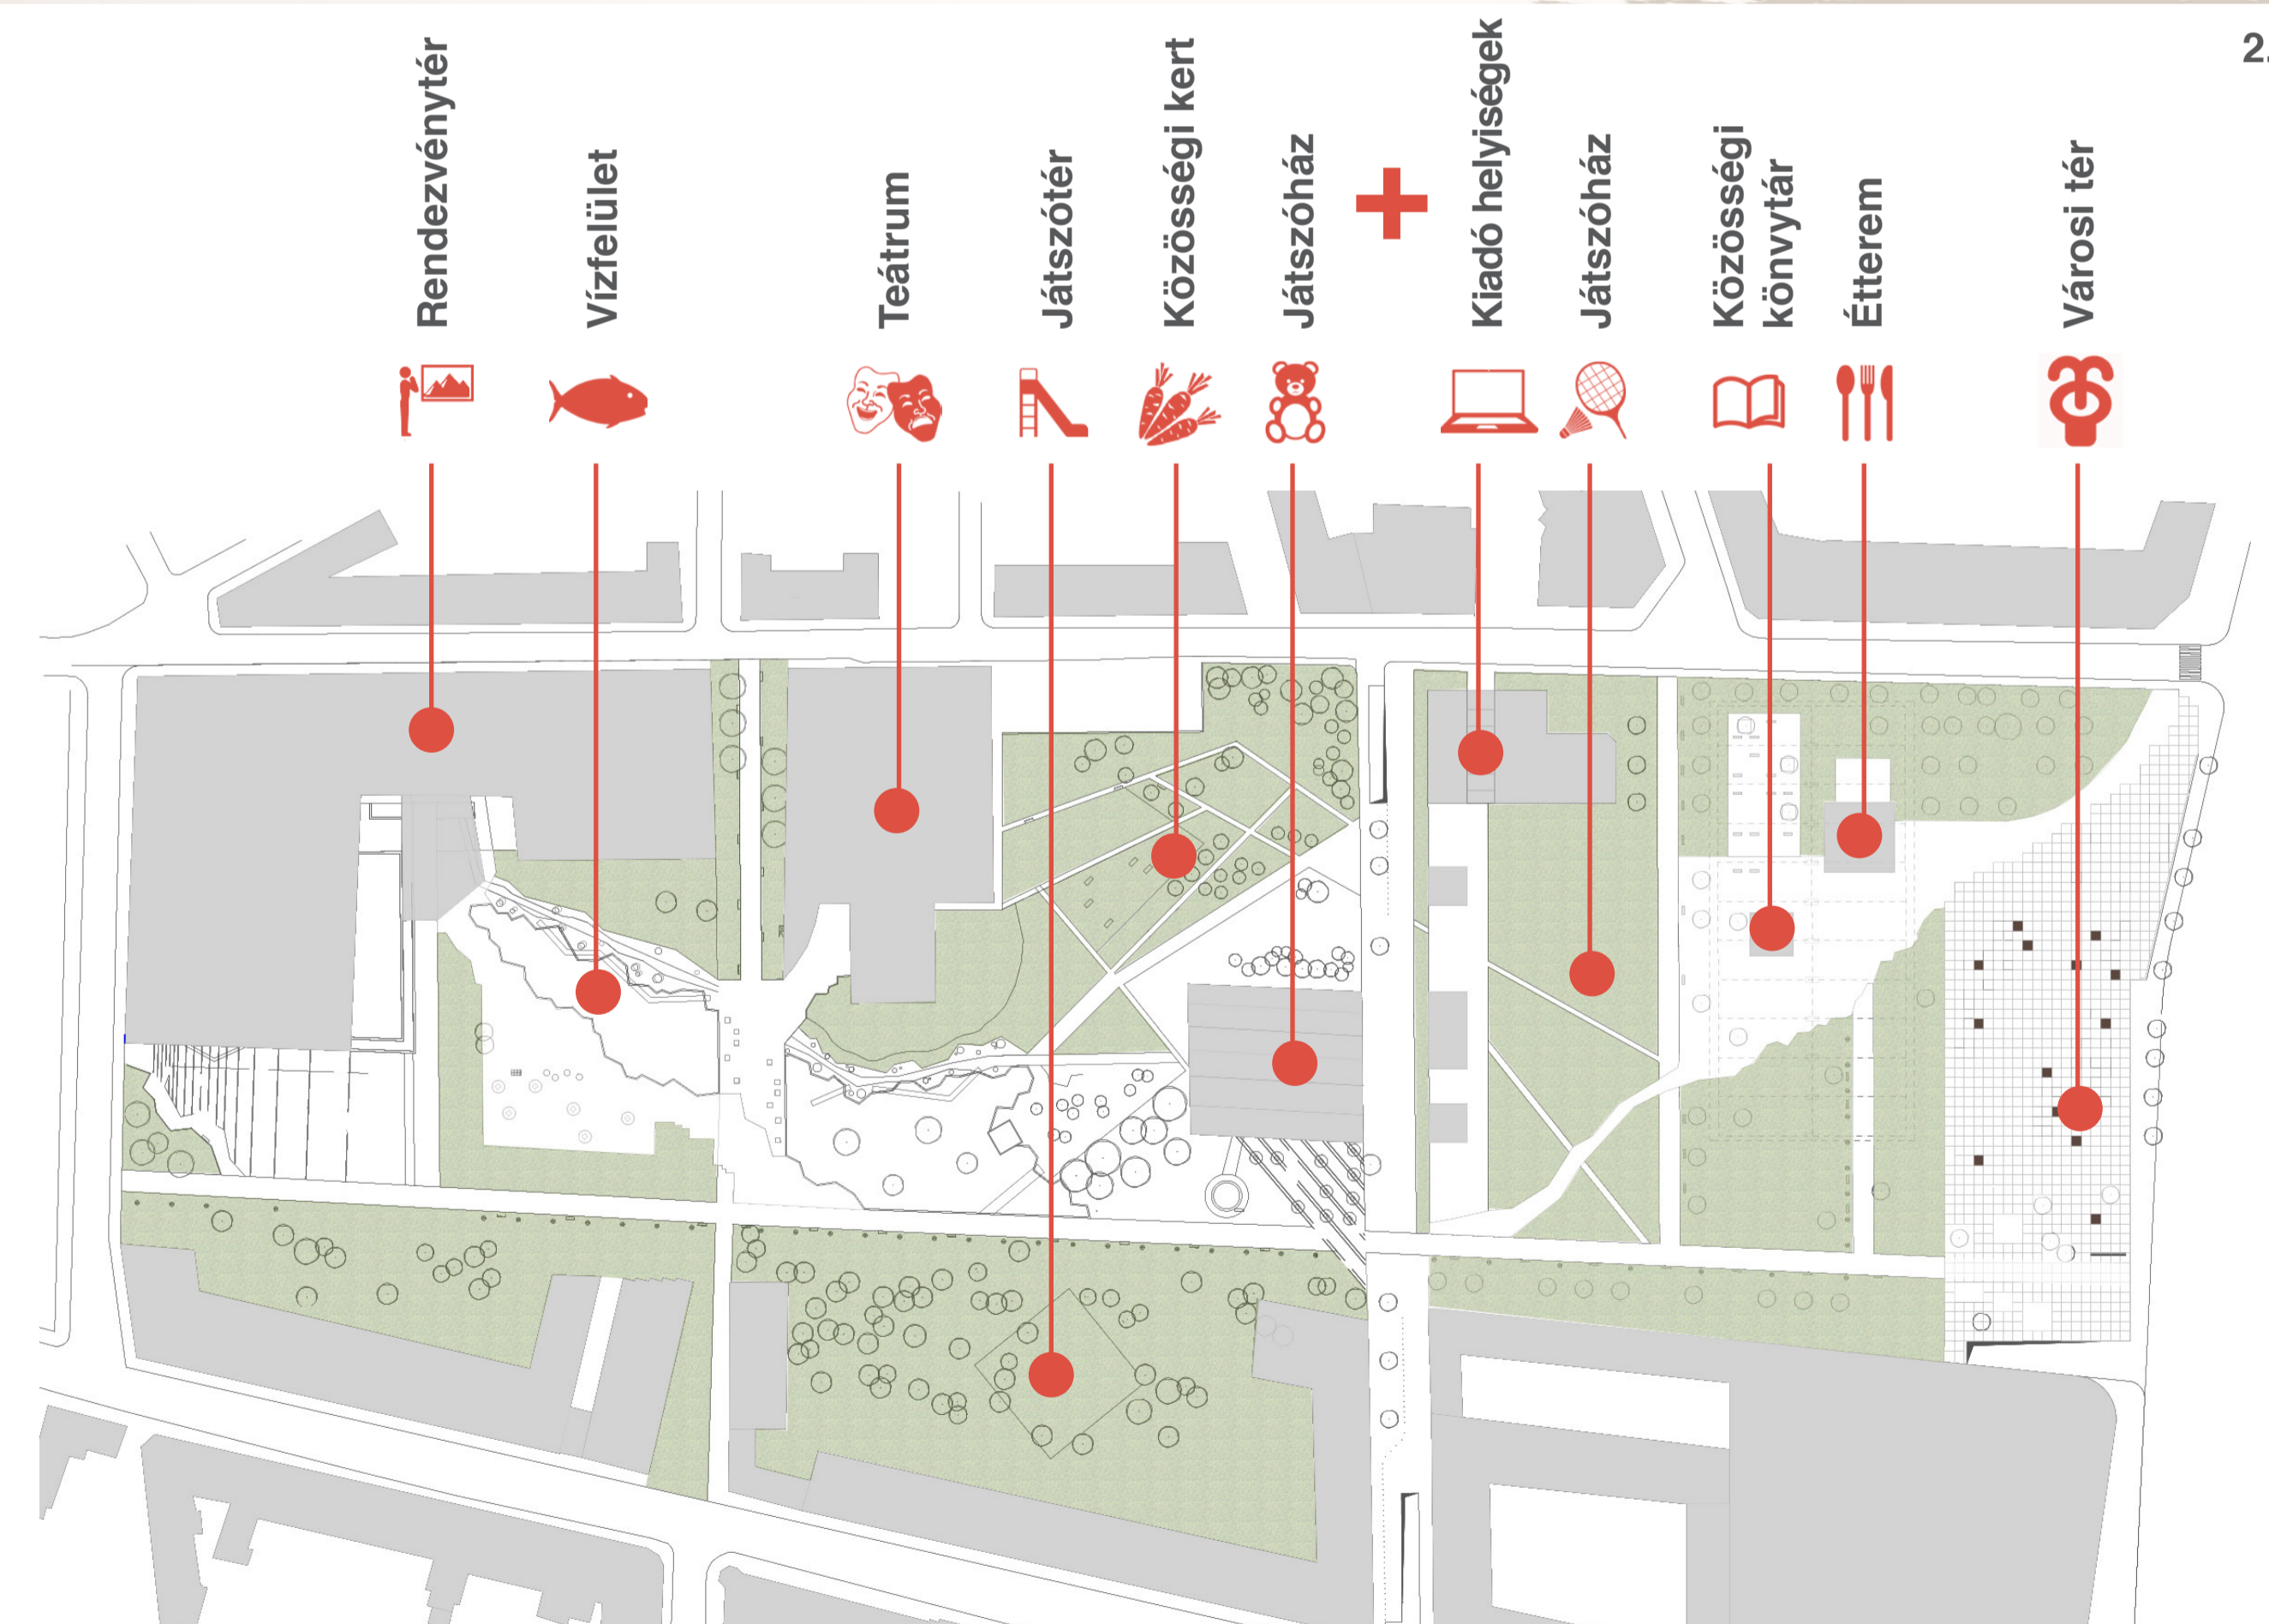 Rendezvénytér
Vízfelület
Teátrum
Játszótér
Közösségi kert
Játszóház
+
Kiadó helyiségek
Játszóház
Közösségi
könyvtár
Étterem
Városi tér
2.